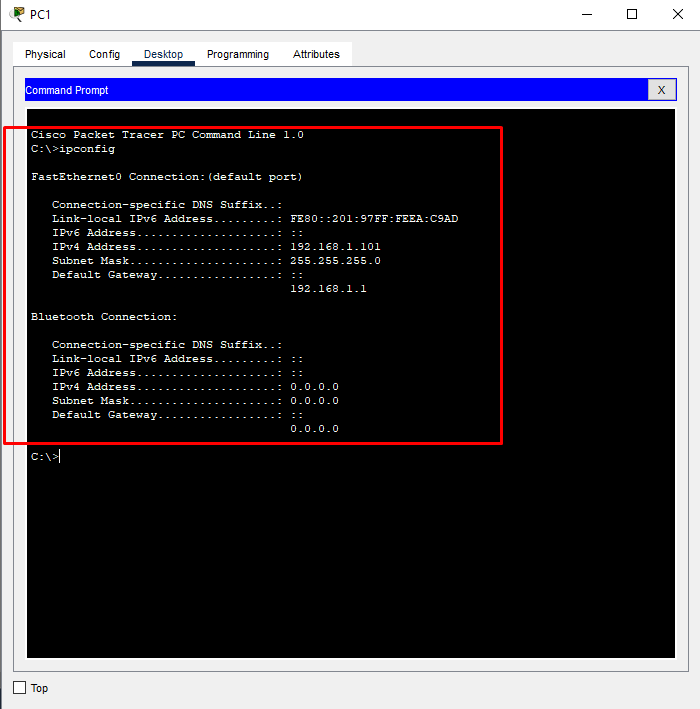 PC1
Physical Config Desktop Programming Attributes
Command Prompt X
Cisco Packet Tracer PC Command Line 1.0
C:\>ipconfig
FastEthernet0 Connection:(default port)
Connection-specific DNS Suffix..:
Link-local IPv6 Address.........: FE80::201:97FF:FEEA:C9AD
IPv6 Address....................: ::
IPv4 Address....................: 192.168.1.101
Subnet Mask.....................: 255.255.255.0
Default Gateway.................: ::
192.168.1.1
Bluetooth Connection:
Connection-specific DNS Suffix..:
Link-local IPv6 Address.........: ::
IPv6 Address....................: ::
IPv4 Address....................: 0.0.0.0
Subnet Mask.....................: 0.0.0.0
Default Gateway.................: ::
0.0.0.0
C:\>
Top